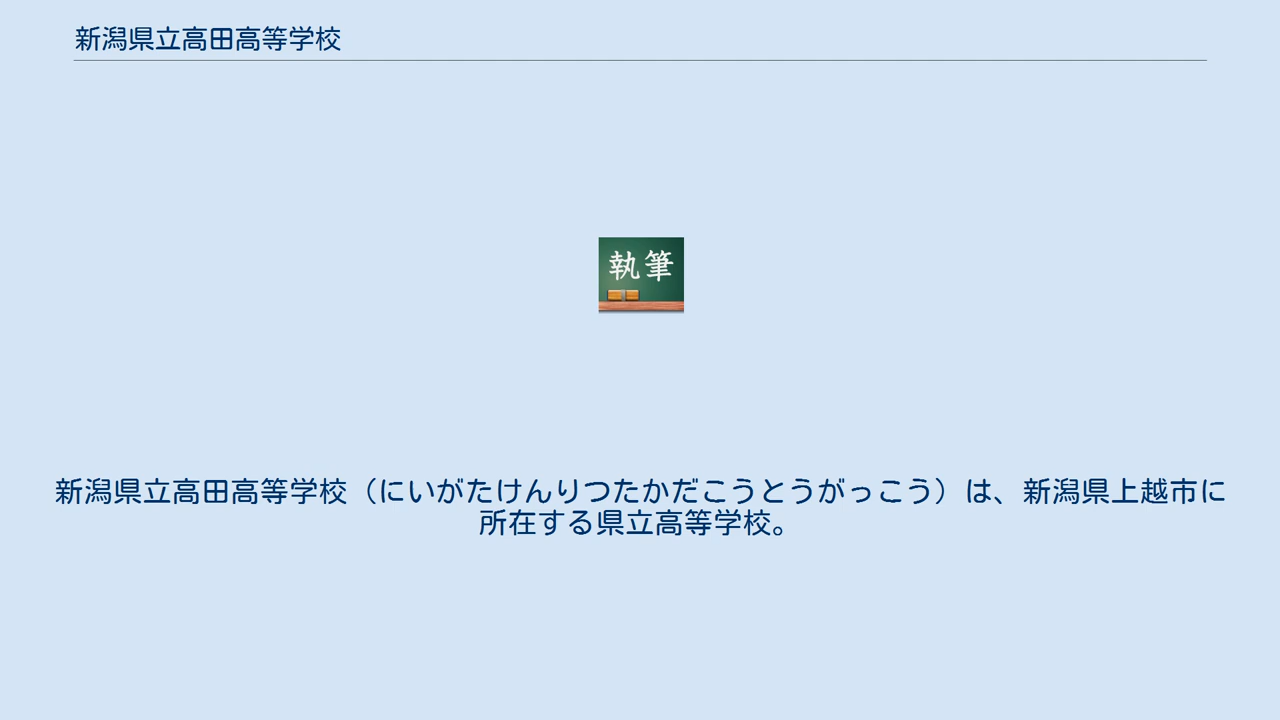 新潟県立高田高等学校
執筆
新潟県立高田高等学校（にいがたけんりつたかだこうとうがっこう）は、新潟県上越市に
所在する県立高等学校。